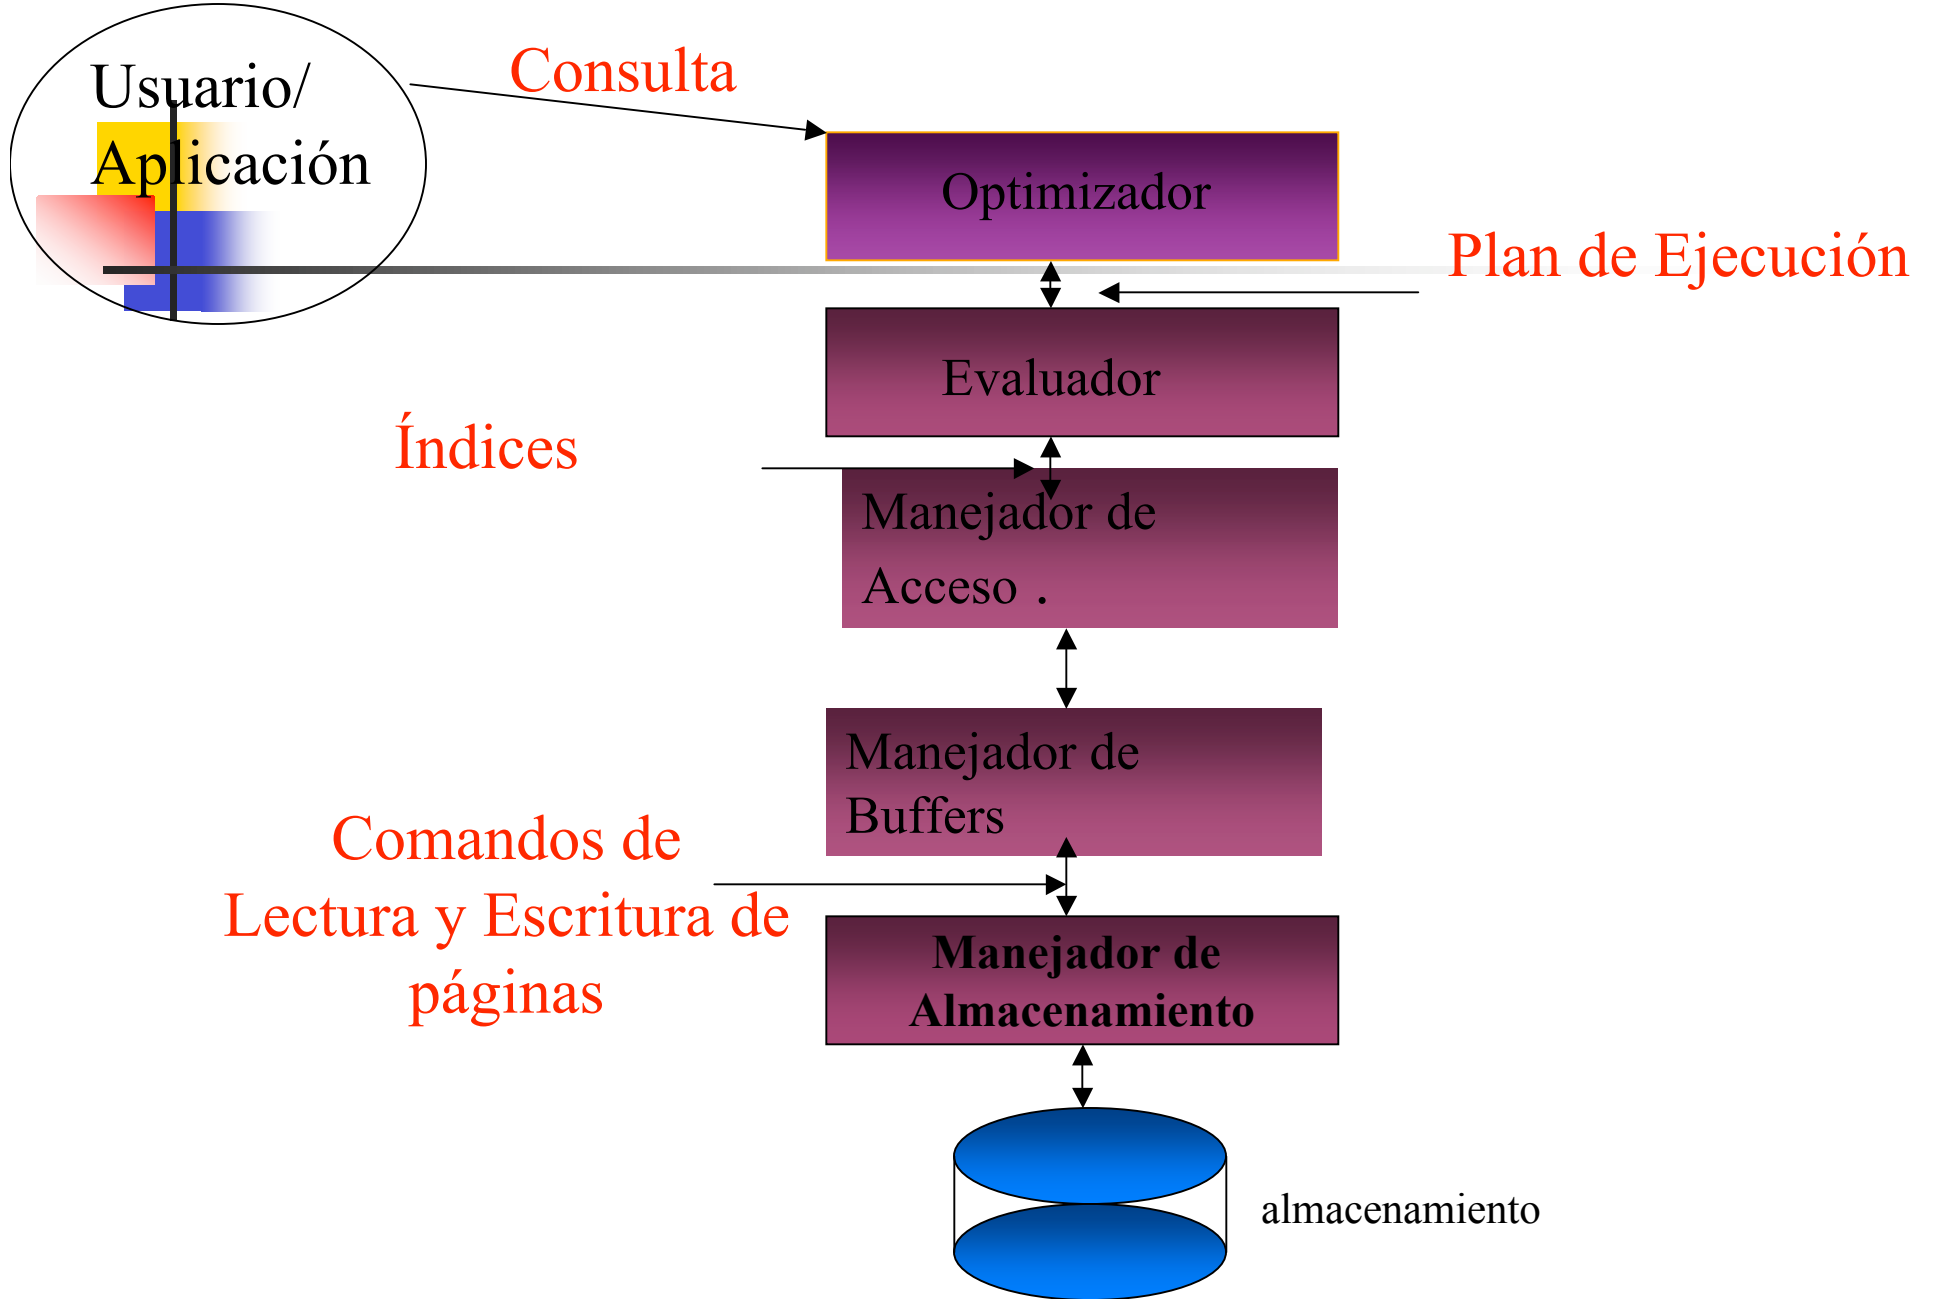 Usuario/
Aplicación
Consulta
Optimizador
Plan de Ejecución
Evaluador
Índices
Manejador de
Acceso .
Manejador de
Buffers
Comandos de
Lectura y Escritura de
páginas
Manejador de
Almacenamiento
almacenamiento